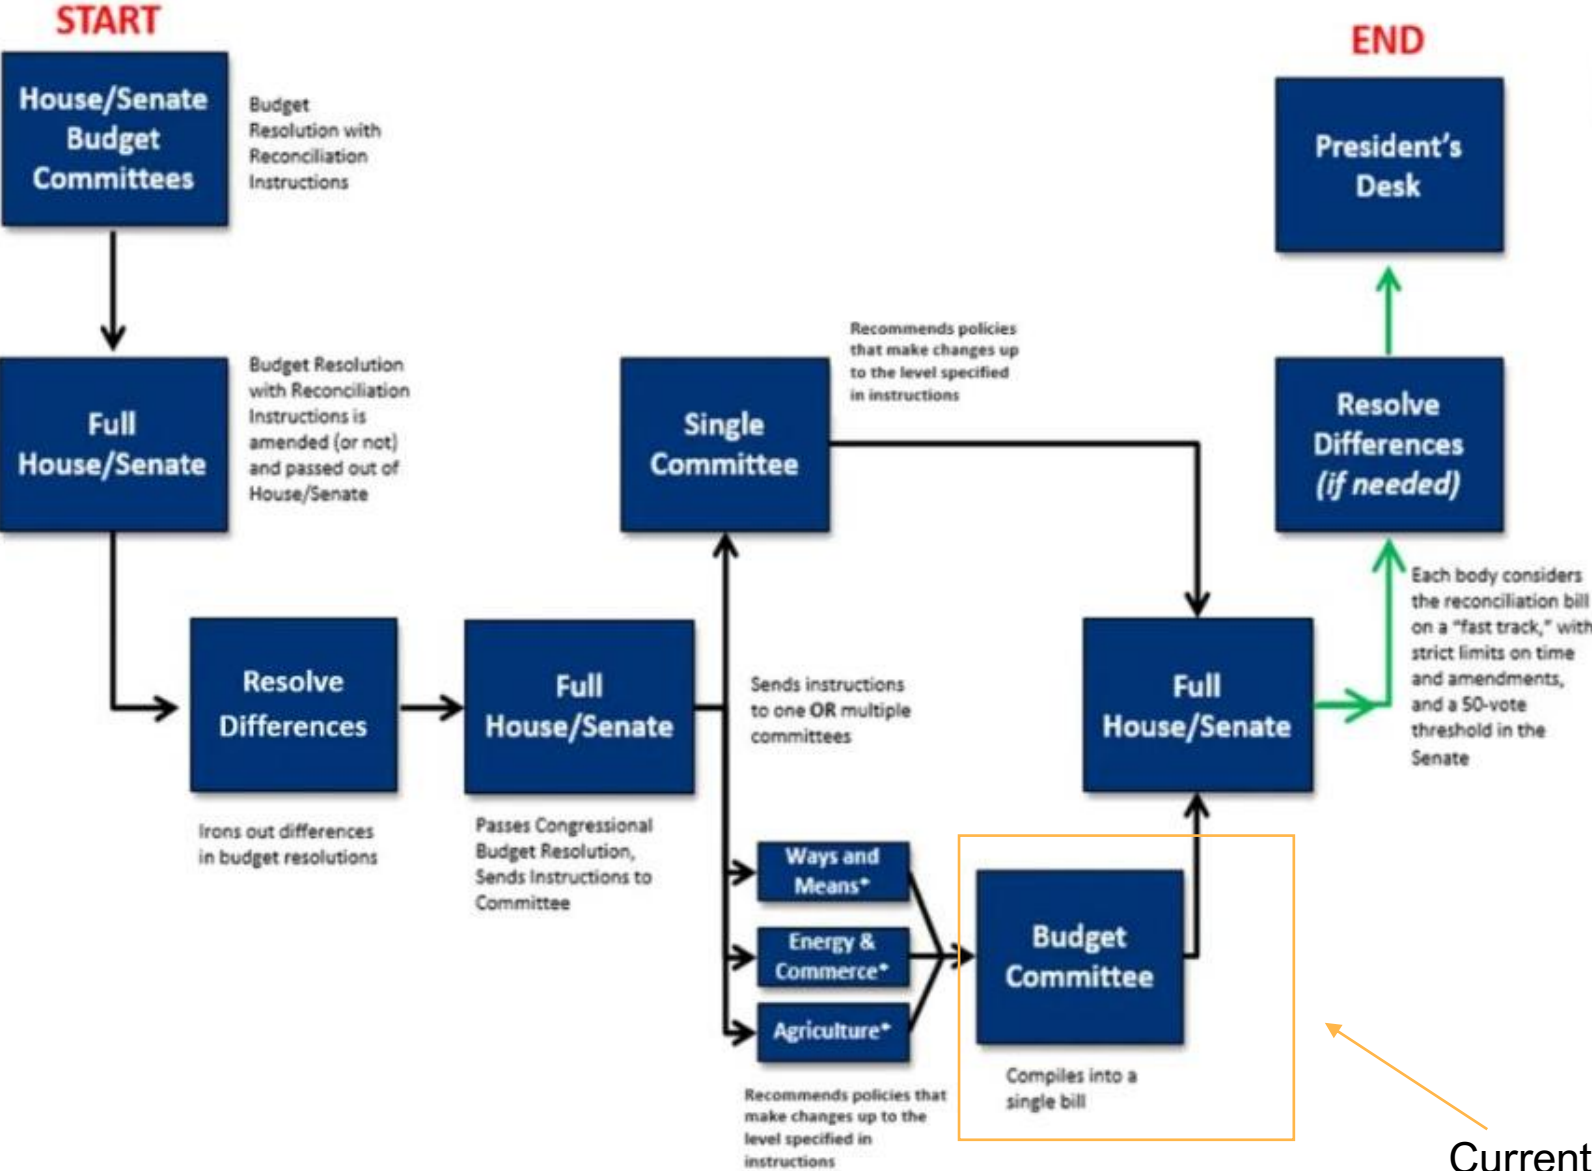 START
House/Senate
Budget
Committees
Budget
Resolution with
Reconciliation
Instructions
Full
House/Senate
Budget Resolution
with Reconciliation
Instructions is
amended (or not)
and passed out of
House/Senate
Resolve
Differences
Irons out differences
in budget resolutions
Full
House/Senate
Passes Congressional
Budget Resolution,
Sends Instructions to
Committee
Sends instructions
to one OR multiple
committees
Single
Committee
Recommends policies
that make changes up
to the level specified
in instructions
Ways and
Means*
Energy &
Commerce*
Agriculture*
Recommends policies that
make changes up to the
level specified in
instructions
Budget
Committee
Compiles into a
single bill
Full
House/Senate
Each body considers
the reconciliation bill
on a "fast track," with
strict limits on time
and amendments,
and a 50-vote
threshold in the
Senate
Resolve
Differences
(if needed)
END
President's
Desk
Current